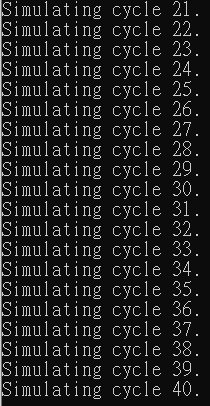 Simulating cycle 21.
Simulating cycle 22.
Simulating cycle 23.
Simulating cycle 24.
Simulating cycle 25.
Simulating cycle 26.
Simulating cycle 27.
Simulating cycle 28.
Simulating cycle 29.
Simulating cycle 30.
Simulating cycle 31.
Simulating cycle 32.
Simulating cycle 33.
Simulating cycle 34.
Simulating cycle 35.
Simulating cycle 36.
Simulating cycle 37.
Simulating cycle 38.
Simulating cycle 39.
Simulating cycle 40.